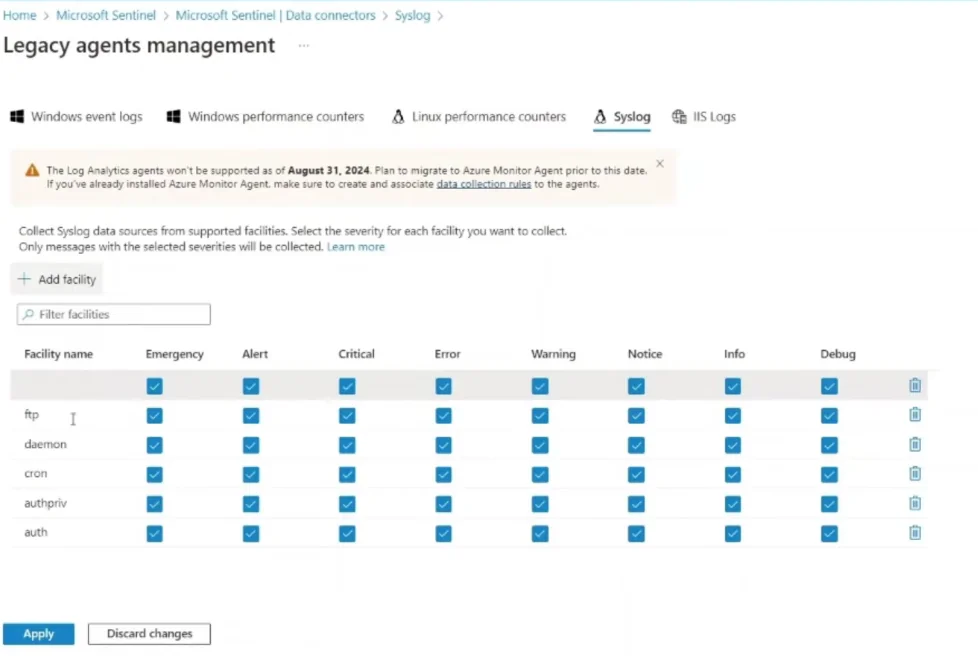 Home > Microsoft Sentinel > Microsoft Sentinel | Data connectors > Syslog >
Legacy agents management ...
Windows event logs Windows performance counters Linux performance counters Syslog IIS Logs
The Log Analytics agents won't be supported as of August 31, 2024. Plan to migrate to Azure Monitor Agent prior to this date.
If you've already installed Azure Monitor Agent, make sure to create and associate data collection rules to the agents.
Collect Syslog data sources from supported facilities. Select the severity for each facility you want to collect.
Only messages with the selected severities will be collected. Learn more
Add facility
Filter facilities
Facility name Emergency Alert Critical Error Warning Notice Info Debug
ftp
daemon
cron
authpriv
auth
Apply Discard changes